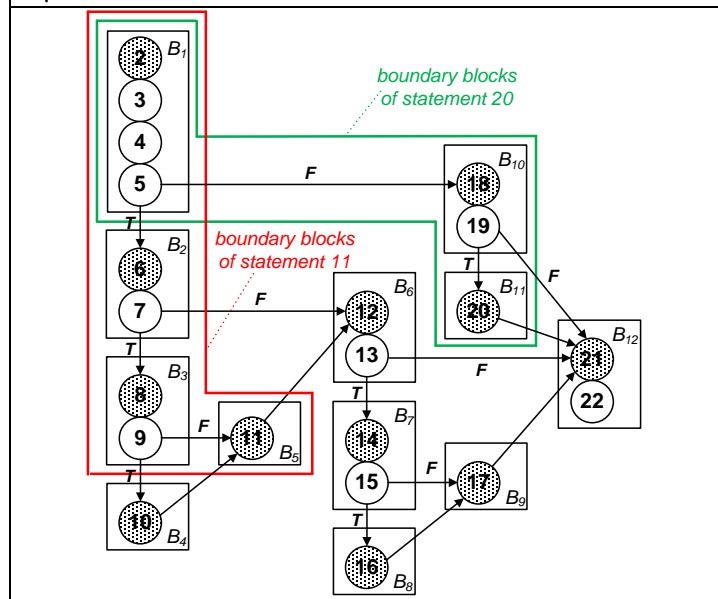 2
B1
3
4
5
boundary blocks
of statement 20
F
18
B10
19
T
6
B2
7
boundary blocks
of statement 11
T
20
B11
F
F
12
B6
13
F
21
B12
22
T
8
B3
9
F
11
B5
T
14
B7
15
F
17
B9
T
10
B4
T
16
B8